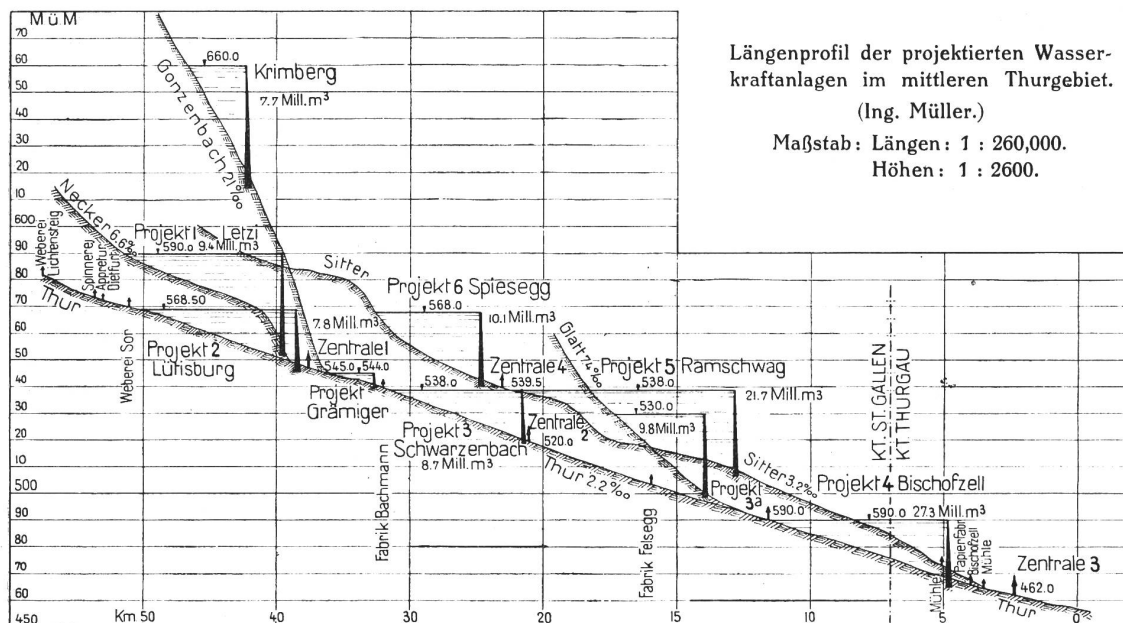 Längenprofil der projektierten Wasser-
kraftanlagen im mittleren Thurgebiet.
(Ing. Müller.)
Maßstab: Längen: 1 : 260,000.
Höhen: 1 : 2600.
M ü M
70
60
50
40
30
20
10
600
90
80
70
60
50
40
30
20
10
500
90
80
70
60
450
Km 50
40
30
20
15
10
5
0
660.0
Krimberg
7.7 Mill. m³
Gonzenbach 21‰
Necker 6.6‰
Projekt 1 Letzi
590.0 9.4 Mill. m³
Weberei
Lichtensteig
Spinnerei
Appretur
Dietfurt
Thur
568.50
7.8 Mill. m³
Weberei Sor
Projekt 2
Lütisburg
Zentrale 1
545.0 544.0
Projekt
Grämiger
Sitter
Projekt 6 Spiesegg
568.0
10.1 Mill. m³
538.0
Zentrale 4
539.5
Projekt 3
Schwarzenbach
8.7 Mill. m³
Fabrik Bachmann
Zentrale
2
520.0
Thur 2.2‰
Glatt 7.4‰
Projekt 5 Ramschwag
538.0
21.7 Mill. m³
530.0
9.8 Mill. m³
Fabrik Felsegg
Projekt
3a
Sitter 3.2‰
KT. ST. GALLEN
KT THURGAU
Projekt 4 Bischofzell
590.0
590.0 27.3 Mill. m³
Mühle
Papierfabr
Bischofzell
Mühle
Zentrale 3
462.0
Thur